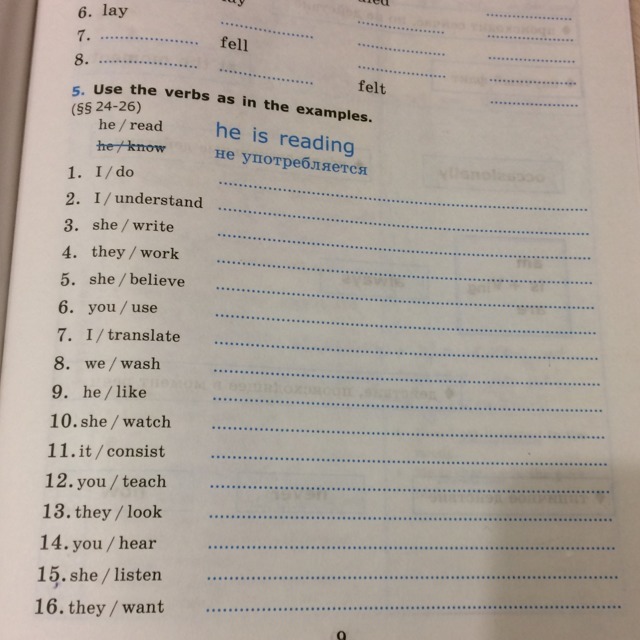 6. lay
7. fell
8. felt
5. Use the verbs as in the examples.
(§§ 24-26)
he / read he is reading
he / know не употребляется
1. I / do
2. I / understand
3. she / write
4. they / work
5. she / believe
6. you / use
7. I / translate
8. we / wash
9. he / like
10. she / watch
11. it / consist
12. you / teach
13. they / look
14. you / hear
15. she / listen
16. they / want
9